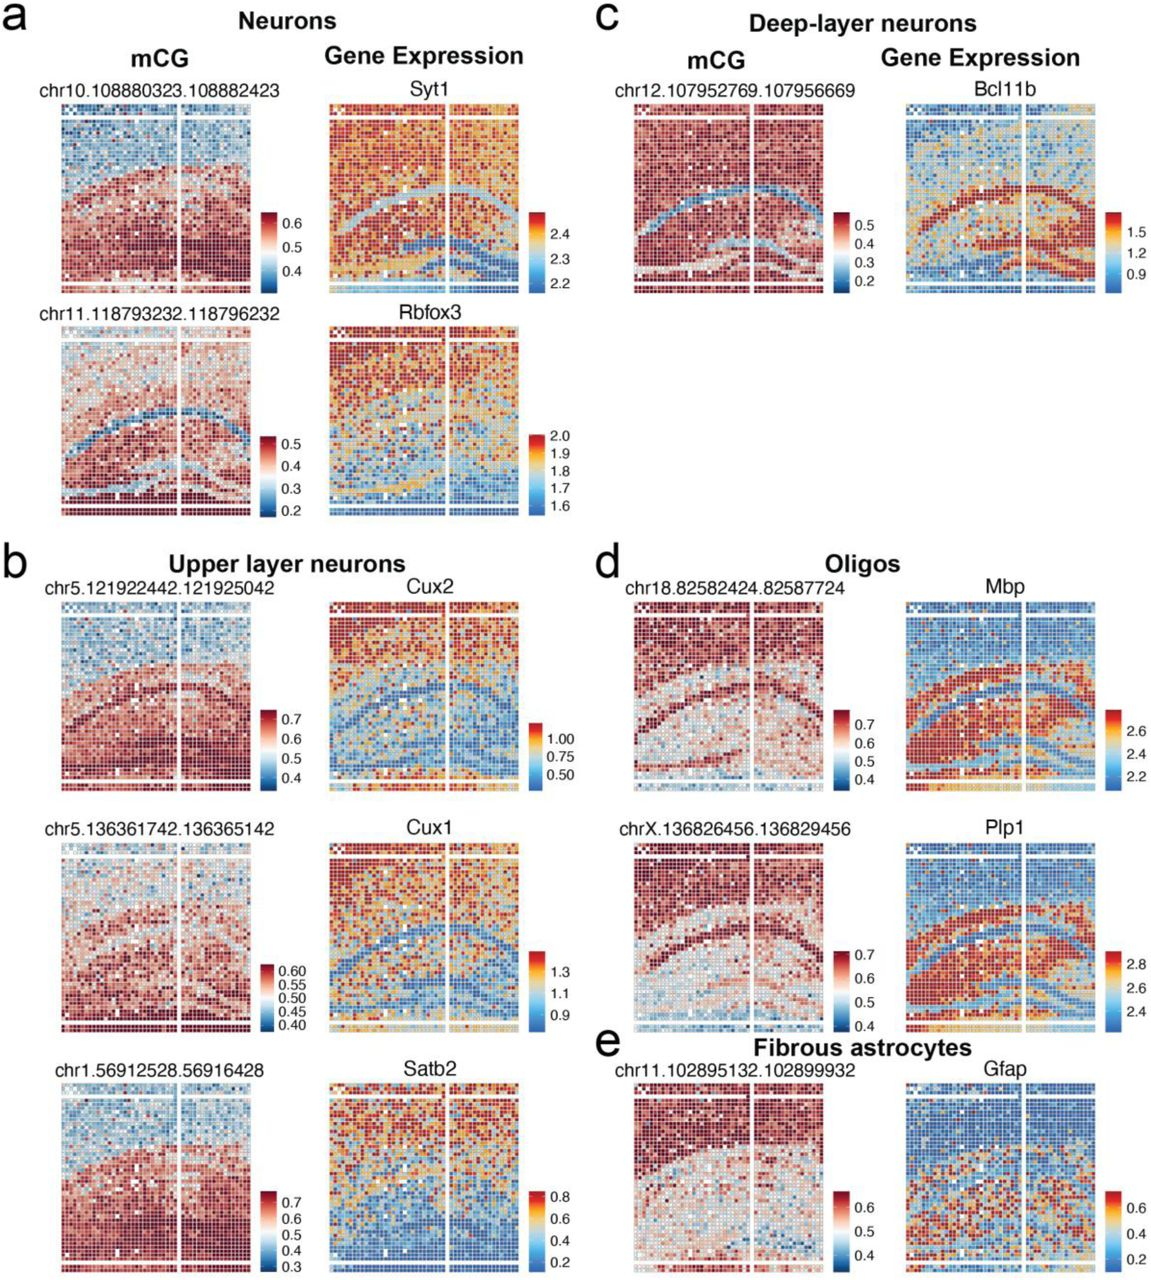 a
Neurons
mCG
Gene Expression
chr10.108880323.108882423
Syt1
0.6
0.5
0.4
2.4
2.3
2.2
chr11.118793232.118796232
Rbfox3
0.5
0.4
0.3
0.2
2.0
1.9
1.8
1.7
1.6
b
Upper layer neurons
chr5.121922442.121925042
Cux2
0.7
0.6
0.5
0.4
1.00
0.75
0.50
chr5.136361742.136365142
Cux1
0.60
0.55
0.50
0.45
0.40
1.3
1.1
0.9
chr1.56912528.56916428
Satb2
0.7
0.6
0.5
0.4
0.3
0.8
0.6
0.4
0.2
c
Deep-layer neurons
mCG
Gene Expression
chr12.107952769.107956669
Bcl11b
0.5
0.4
0.3
0.2
1.5
1.2
0.9
d
Oligos
chr18.82582424.82587724
Mbp
0.7
0.6
0.5
0.4
2.6
2.4
2.2
chrX.136826456.136829456
Plp1
0.7
0.6
0.5
0.4
2.8
2.6
2.4
e
Fibrous astrocytes
chr11.102895132.102899932
Gfap
0.6
0.5
0.4
0.6
0.4
0.2